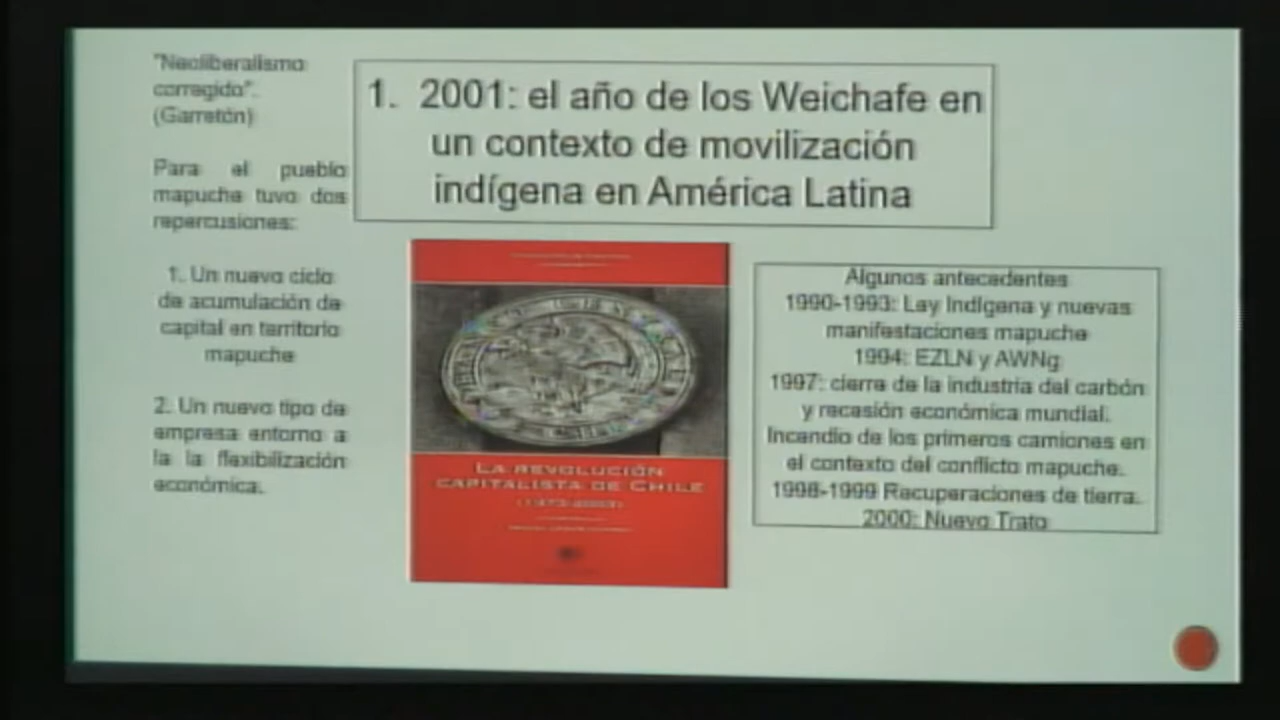 "Neoliberalismo
corregido".
(Garretón)
Para el pueblo
mapuche tuvo dos
repercusiones:
1. Un nuevo ciclo
de acumulación de
capital en territorio
mapuche
2. Un nuevo tipo de
empresa entorno a
la la flexibilización
económica.
1. 2001: el año de los Weichafe en
un contexto de movilización
indígena en América Latina
LA REVOLUCIÓN
CAPITALISTA DE CHILE
(1973-2003)
Algunos antecedentes
1990-1993: Ley Indígena y nuevas
manifestaciones mapuche
1994: EZLN y AWNg
1997: cierre de la industria del carbón
y recesión económica mundial.
Incendio de los primeros camiones en
el contexto del conflicto mapuche.
1998-1999 Recuperaciones de tierra.
2000: Nuevo Trato